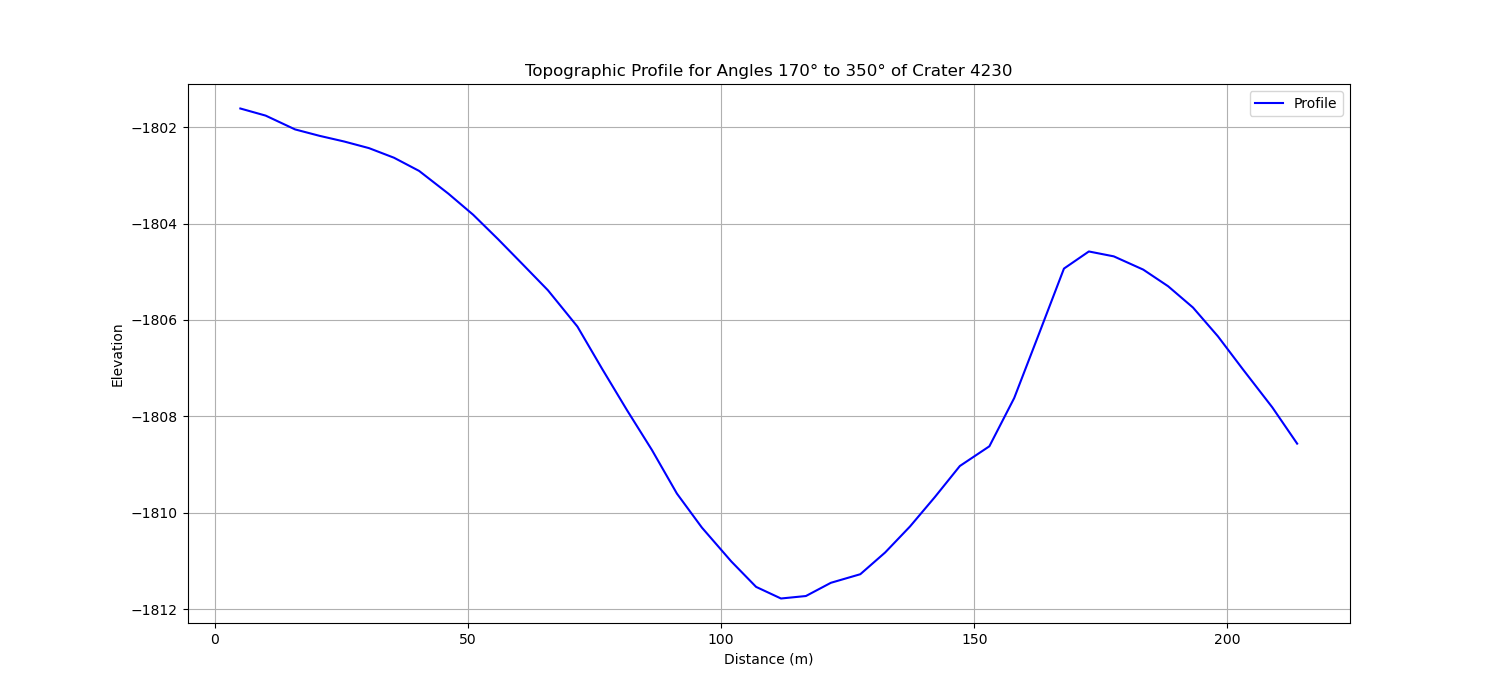 Topographic Profile for Angles 170° to 350° of Crater 4230
Profile
−1802
−1804
−1806
−1808
−1810
−1812
Elevation
0 50 100 150 200
Distance (m)